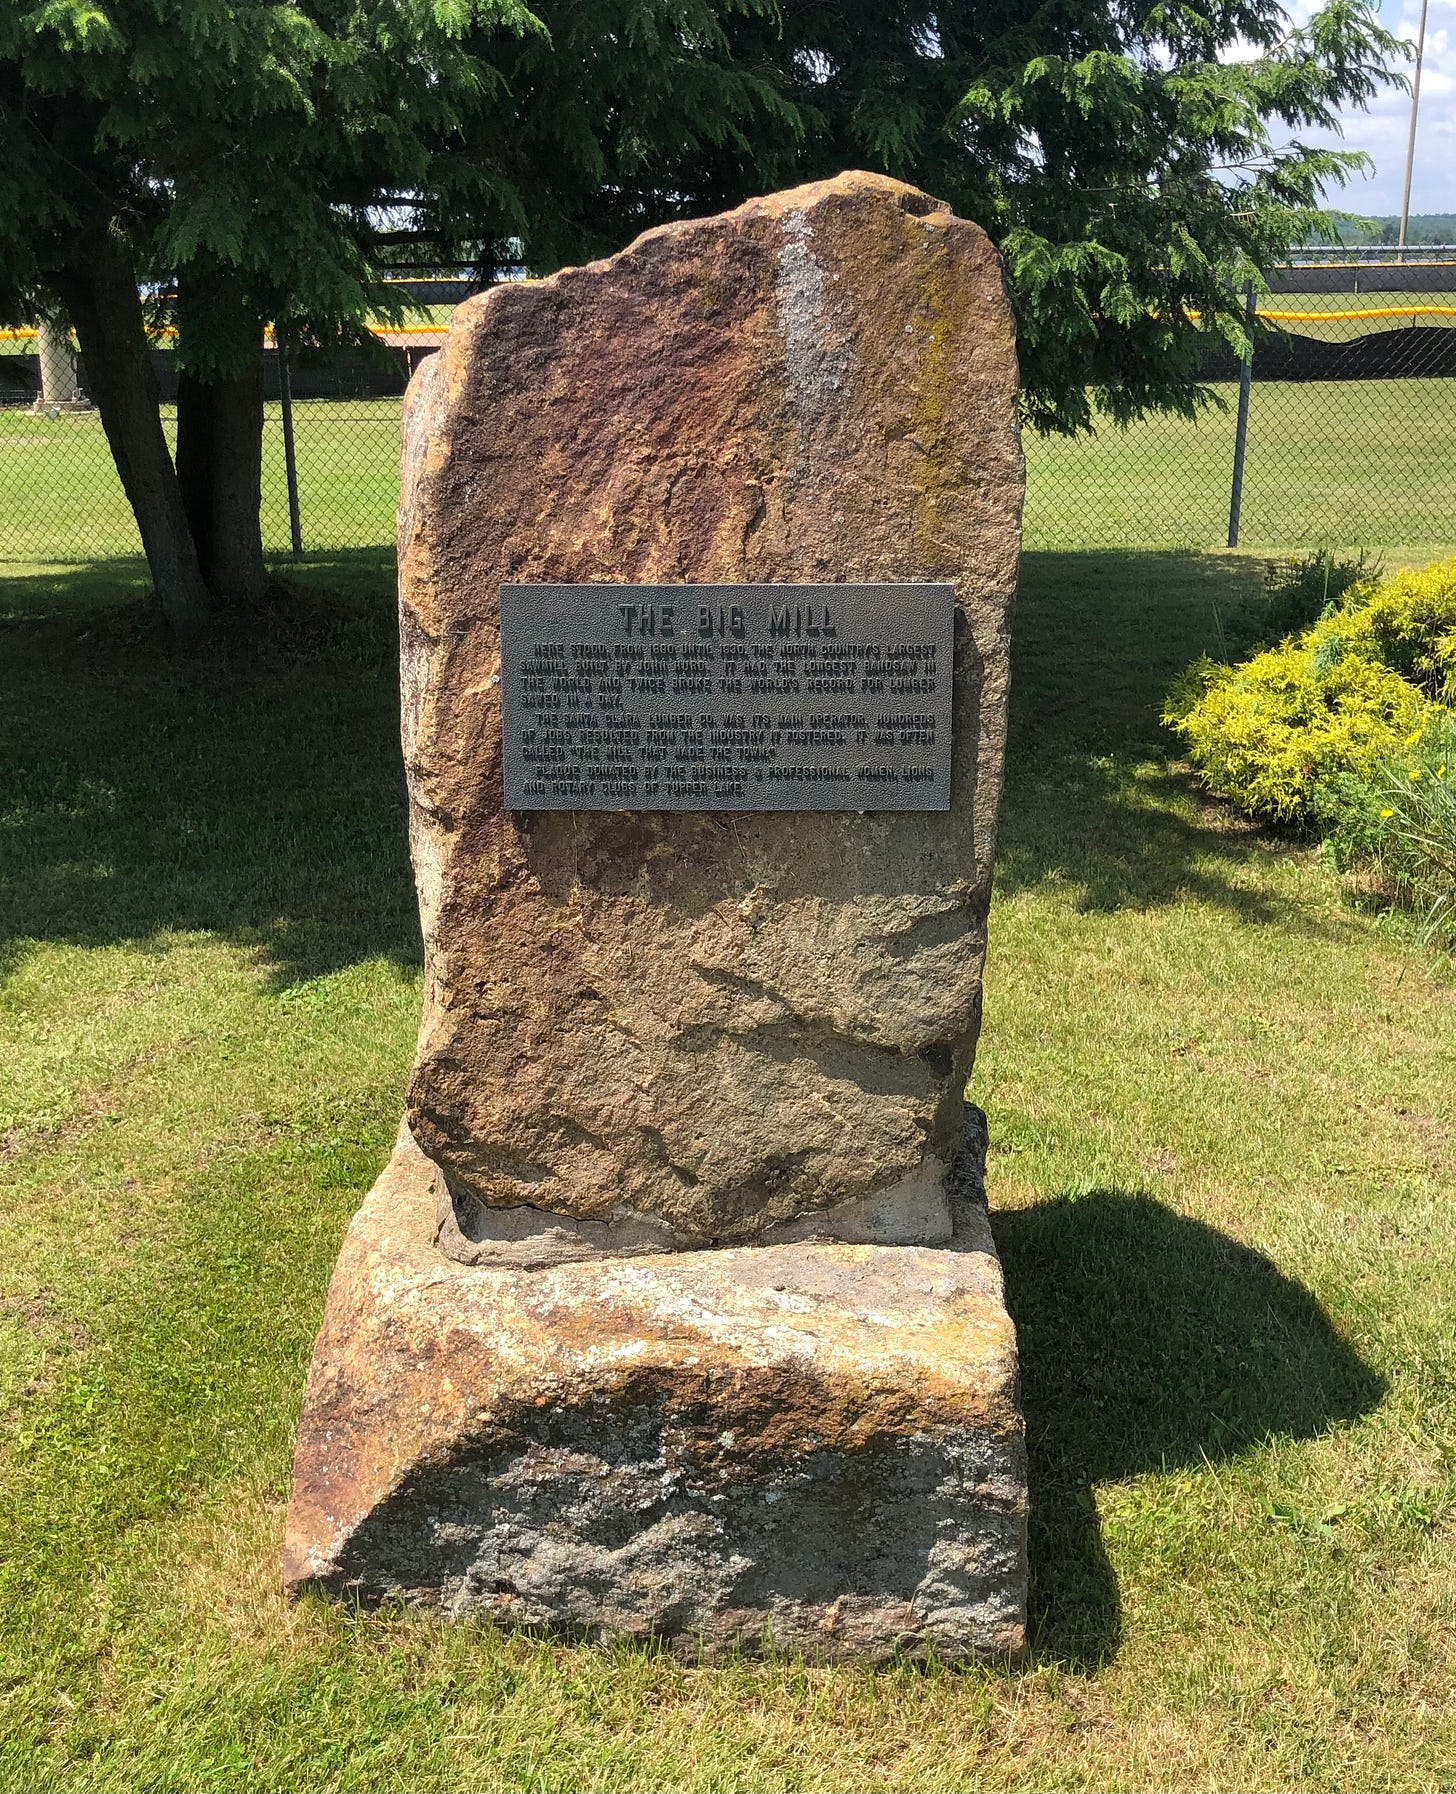 THE BIG MILL
HERE STOOD, FROM 1890 UNTIL 1930, THE NORTH COUNTRY'S LARGEST
SAWMILL, BUILT BY JOHN HURD. IT HAD THE LONGEST BANDSAW IN
THE WORLD AND TWICE BROKE THE WORLD'S RECORD FOR LUMBER
SAWED IN A DAY.
THE SANTA CLARA LUMBER CO. WAS ITS MAIN OPERATOR. HUNDREDS
OF JOBS RESULTED FROM THE INDUSTRY IT FOSTERED. IT WAS OFTEN
CALLED "THE MILL THAT MADE THE TOWN."
PLAQUE DONATED BY THE BUSINESS & PROFESSIONAL WOMEN, LIONS
AND ROTARY CLUBS OF TUPPER LAKE.